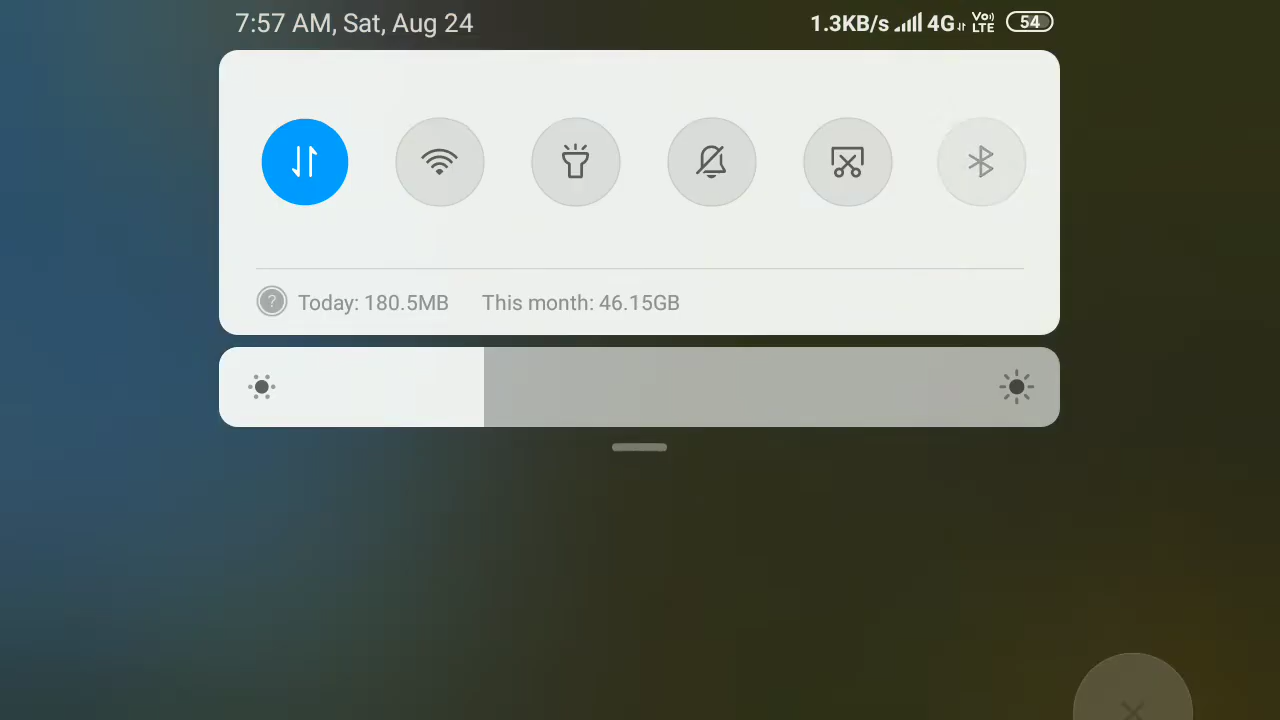 7:57 AM, Sat, Aug 24 1.3KB/s 4G Vo) LTE 54
? Today: 180.5MB This month: 46.15GB